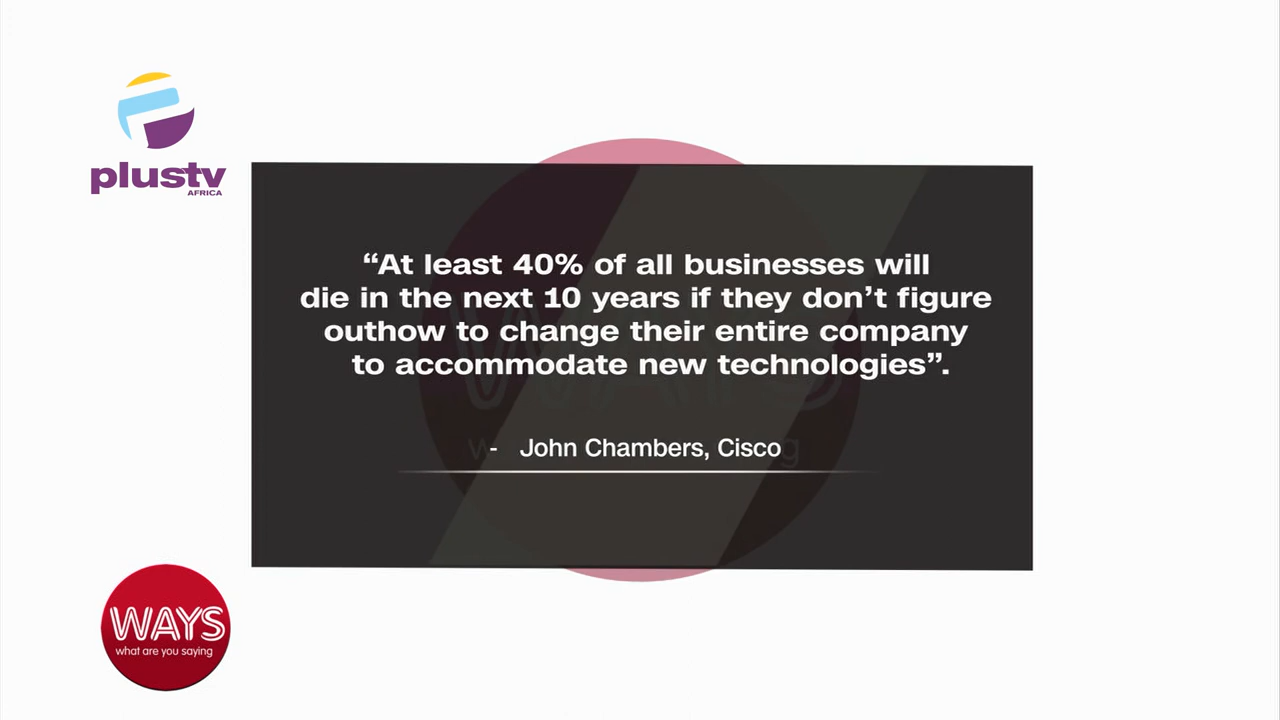 plustv
AFRICA
“At least 40% of all businesses will
die in the next 10 years if they don’t figure
outhow to change their entire company
to accommodate new technologies”.
- John Chambers, Cisco
WAYS
what are you saying